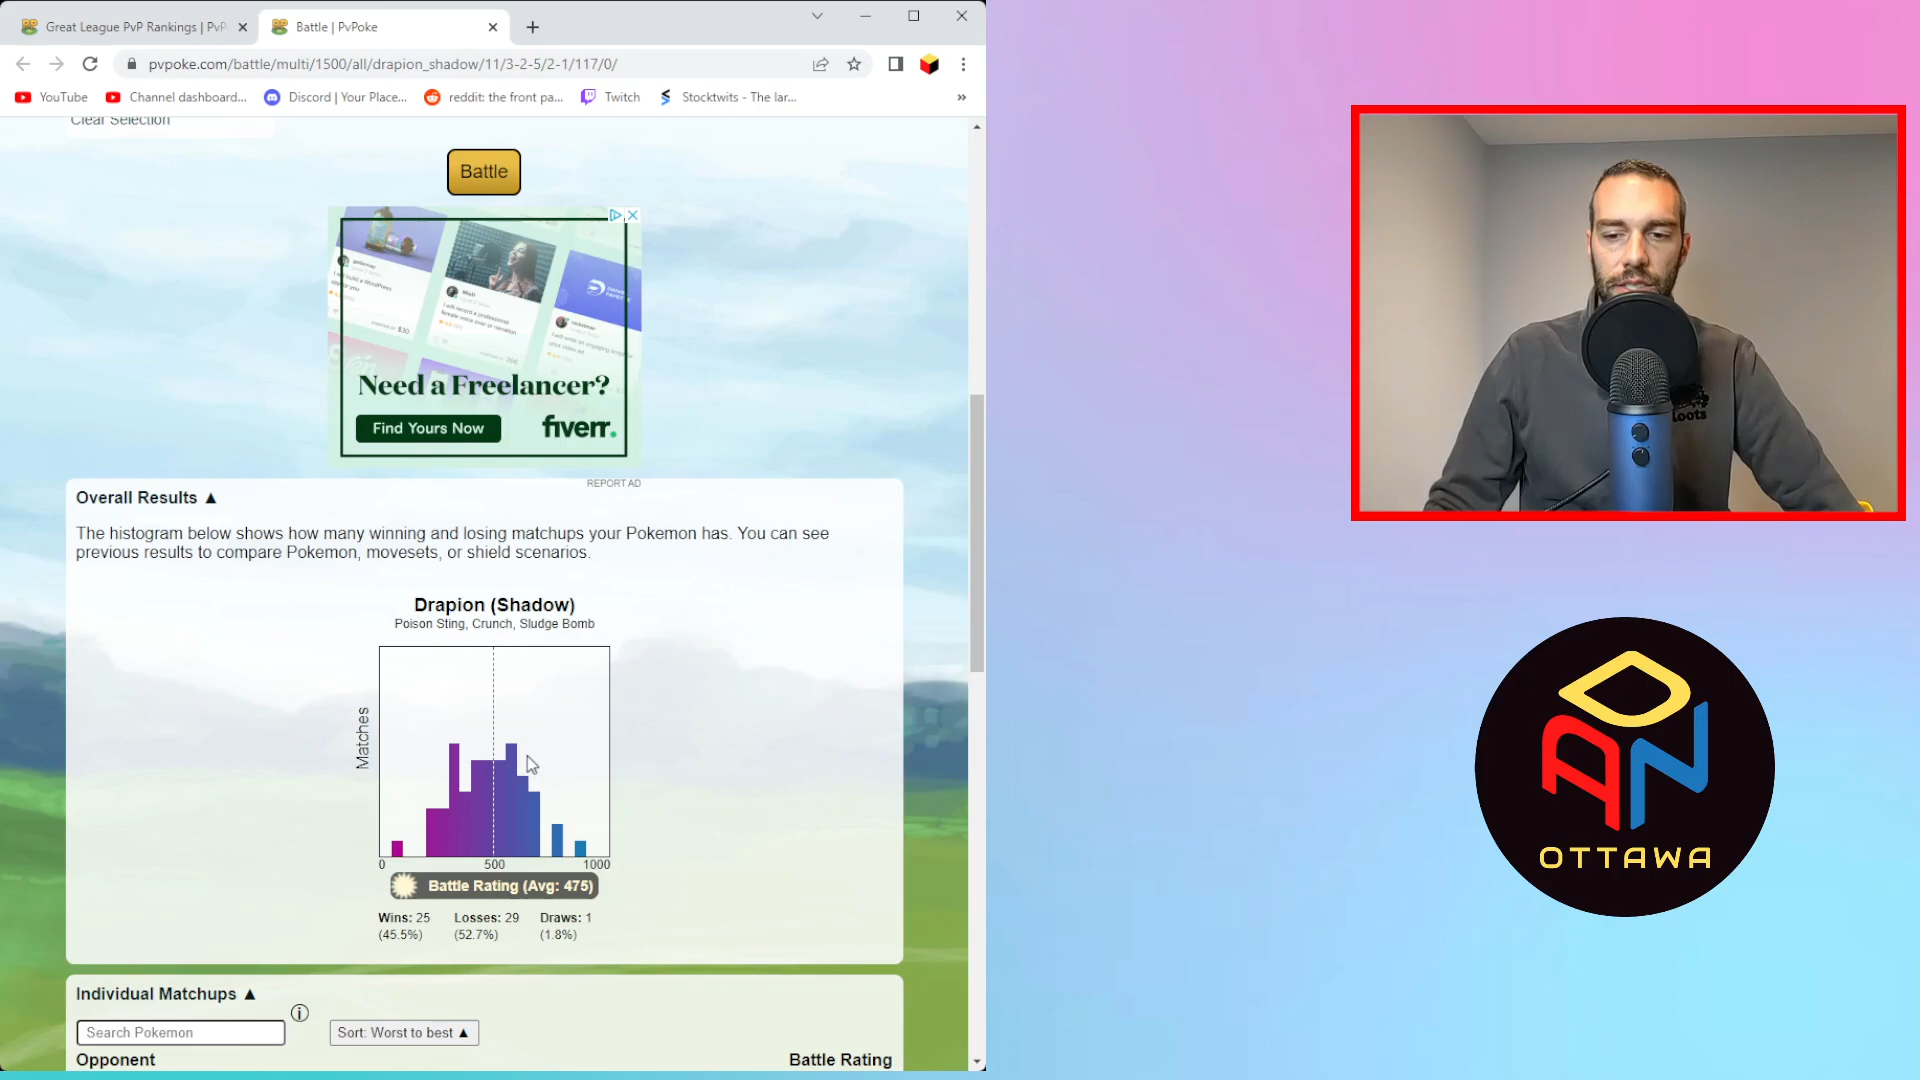 Great League PvP Rankings | PvP
Battle | PvPoke
pvpoke.com/battle/multi/1500/all/drapion_shadow/11/3-2-5/2-1/117/0/
YouTube
Channel dashboard...
Discord | Your Place...
reddit: the front pa...
Twitch
Stocktwits - The lar...
Clear Selection
Battle
Need a Freelancer?
Find Yours Now
fiverr.
REPORT AD
Overall Results ▲
The histogram below shows how many winning and losing matchups your Pokemon has. You can see
previous results to compare Pokemon, movesets, or shield scenarios.
Drapion (Shadow)
Poison Sting, Crunch, Sludge Bomb
Matches
0 500 1000
Battle Rating (Avg: 475)
Wins: 25 Losses: 29 Draws: 1
(45.5%) (52.7%) (1.8%)
Individual Matchups ▲
Search Pokemon
Sort: Worst to best ▲
Opponent Battle Rating
DAN
OTTAWA